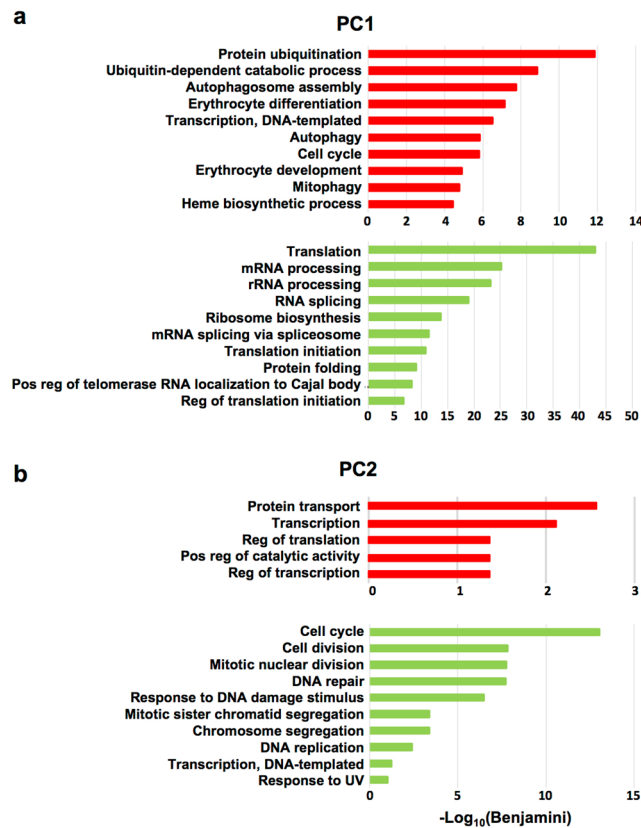 a
PC1
Protein ubiquitination
Ubiquitin-dependent catabolic process
Autophagosome assembly
Erythrocyte differentiation
Transcription, DNA-templated
Autophagy
Cell cycle
Erythrocyte development
Mitophagy
Heme biosynthetic process
0 2 4 6 8 10 12 14
Translation
mRNA processing
rRNA processing
RNA splicing
Ribosome biosynthesis
mRNA splicing via spliceosome
Translation initiation
Protein folding
Pos reg of telomerase RNA localization to Cajal body
Reg of translation initiation
0 5 10 15 20 25 30 35 40 45 50
b
PC2
Protein transport
Transcription
Reg of translation
Pos reg of catalytic activity
Reg of transcription
0 1 2 3
Cell cycle
Cell division
Mitotic nuclear division
DNA repair
Response to DNA damage stimulus
Mitotic sister chromatid segregation
Chromosome segregation
DNA replication
Transcription, DNA-templated
Response to UV
0 5 10 15
-Log10(Benjamini)